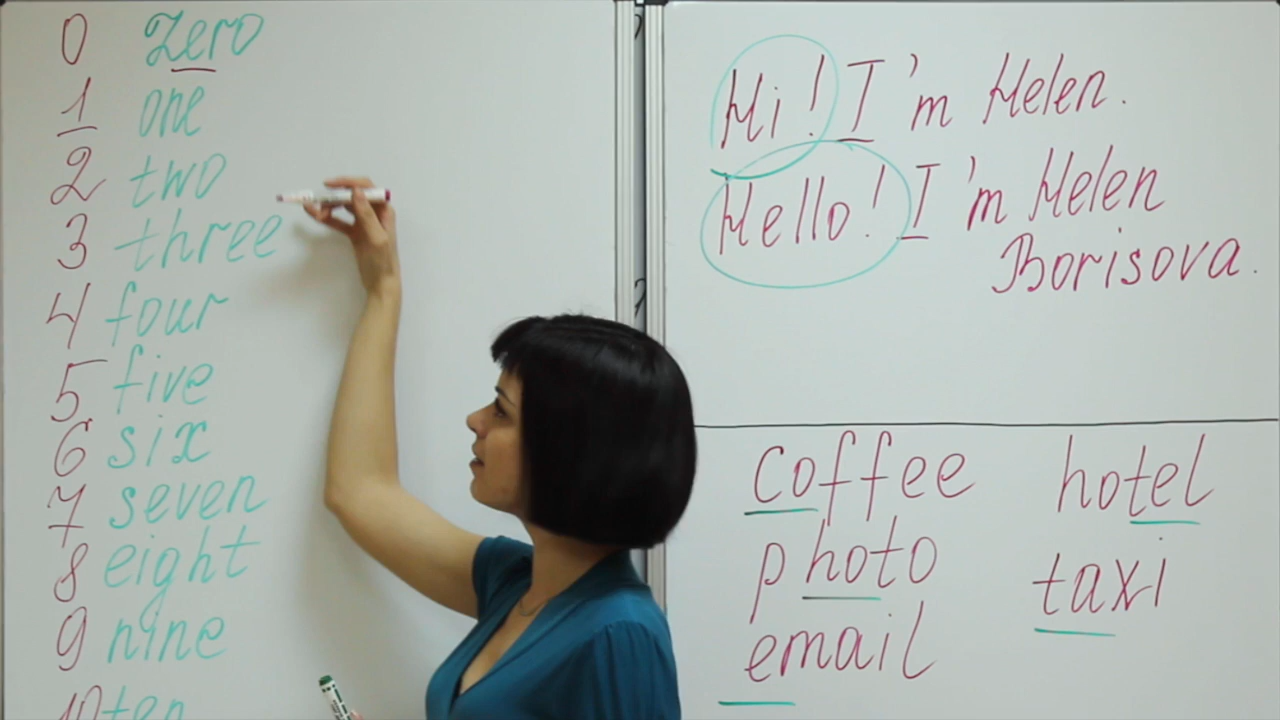 0 zero
1 one
2 two
3 three
4 four
5 five
6 six
7 seven
8 eight
9 nine
10 ten
Hi! I'm Helen.
Hello! I'm Helen
Borisova.
coffee hotel
photo taxi
email